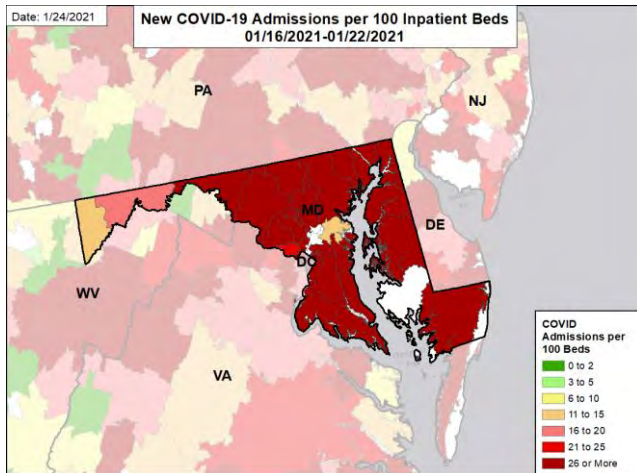 Date: 1/24/2021
New COVID-19 Admissions per 100 Inpatient Beds
01/16/2021-01/22/2021
PA
NJ
MD
DE
DC
WV
VA
COVID
Admissions per
100 Beds
0 to 2
3 to 5
6 to 10
11 to 15
16 to 20
21 to 25
26 or More